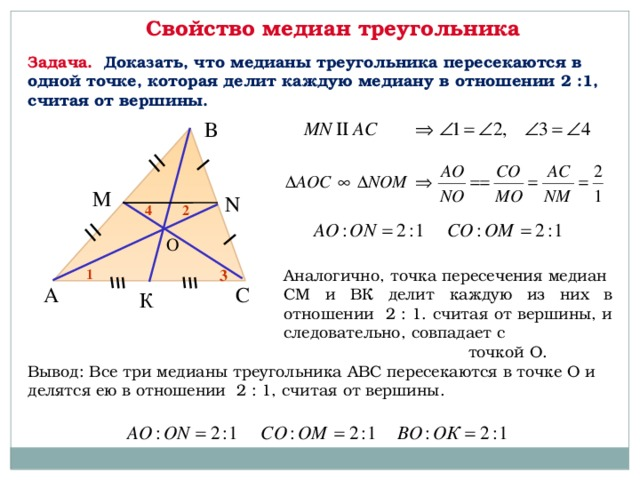 Свойство медиан треугольника
Задача. Доказать, что медианы треугольника пересекаются в
одной точке, которая делит каждую медиану в отношении 2 :1,
считая от вершины.
B
M
N
4
2
O
1
3
A
К
C
MN II AC ⇒ ∠1 = ∠2, ∠3 = ∠4
ΔAOC ∞ ΔNOM ⇒ AO/NO == CO/MO = AC/NM = 2/1
AO : ON = 2 : 1 CO : OM = 2 : 1
Аналогично, точка пересечения медиан
СМ и ВК делит каждую из них в
отношении 2 : 1. считая от вершины, и
следовательно, совпадает с
точкой О.
Вывод: Все три медианы треугольника АВС пересекаются в точке О и
делятся ею в отношении 2 : 1, считая от вершины.
AO : ON = 2 : 1 CO : OM = 2 : 1 BO : OK = 2 : 1